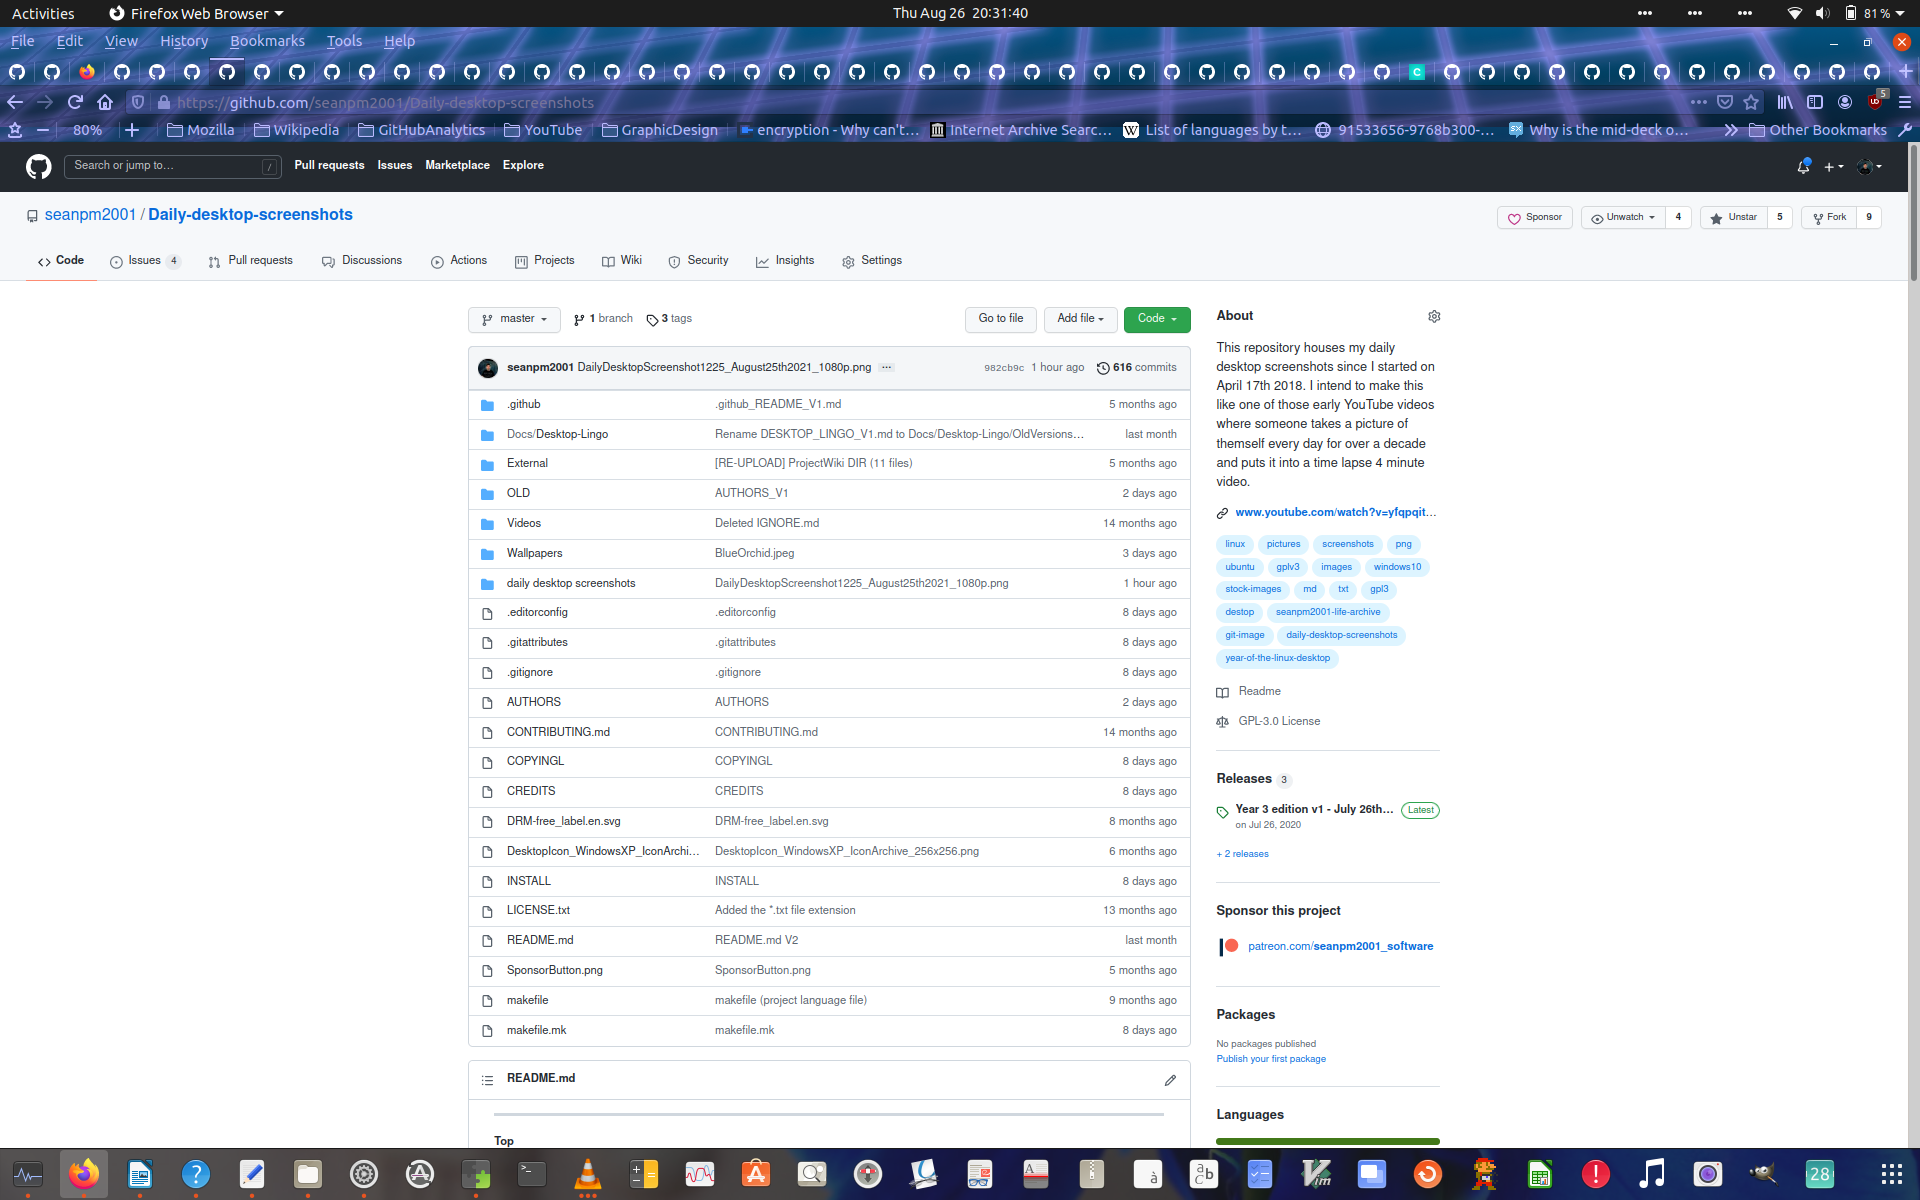 Activities Firefox Web Browser Thu Aug 26 20:31:40 81 %
File Edit View History Bookmarks Tools Help
https://github.com/seanpm2001/Daily-desktop-screenshots 5
80% Mozilla Wikipedia GitHubAnalytics YouTube GraphicDesign encryption - Why can't… Internet Archive Searc… List of languages by t… 91533656-9768b300-… Why is the mid-deck o… Other Bookmarks
Search or jump to… / Pull requests Issues Marketplace Explore
seanpm2001 / Daily-desktop-screenshots Sponsor Unwatch 4 Unstar 5 Fork 9
Code Issues 4 Pull requests Discussions Actions Projects Wiki Security Insights Settings
master 1 branch 3 tags Go to file Add file Code
seanpm2001 DailyDesktopScreenshot1225_August25th2021_1080p.png … 982cb9c 1 hour ago 616 commits
.github .github_README_V1.md 5 months ago
Docs/Desktop-Lingo Rename DESKTOP_LINGO_V1.md to Docs/Desktop-Lingo/OldVersions… last month
External [RE-UPLOAD] ProjectWiki DIR (11 files) 5 months ago
OLD AUTHORS_V1 2 days ago
Videos Deleted IGNORE.md 14 months ago
Wallpapers BlueOrchid.jpeg 3 days ago
daily desktop screenshots DailyDesktopScreenshot1225_August25th2021_1080p.png 1 hour ago
.editorconfig .editorconfig 8 days ago
.gitattributes .gitattributes 8 days ago
.gitignore .gitignore 8 days ago
AUTHORS AUTHORS 2 days ago
CONTRIBUTING.md CONTRIBUTING.md 14 months ago
COPYINGL COPYINGL 8 days ago
CREDITS CREDITS 8 days ago
DRM-free_label.en.svg DRM-free_label.en.svg 8 months ago
DesktopIcon_WindowsXP_IconArchi… DesktopIcon_WindowsXP_IconArchive_256x256.png 6 months ago
INSTALL INSTALL 8 days ago
LICENSE.txt Added the *.txt file extension 13 months ago
README.md README.md V2 last month
SponsorButton.png SponsorButton.png 5 months ago
makefile makefile (project language file) 9 months ago
makefile.mk makefile.mk 8 days ago
README.md
Top
About
This repository houses my daily
desktop screenshots since I started on
April 17th 2018. I intend to make this
like one of those early YouTube videos
where someone takes a picture of
themself every day for over a decade
and puts it into a time lapse 4 minute
video.
www.youtube.com/watch?v=yfqpqit…
linux pictures screenshots png
ubuntu gplv3 images windows10
stock-images md txt gpl3
destop seanpm2001-life-archive
git-image daily-desktop-screenshots
year-of-the-linux-desktop
Readme
GPL-3.0 License
Releases 3
Year 3 edition v1 - July 26th… Latest
on Jul 26, 2020
+ 2 releases
Sponsor this project
patreon.com/seanpm2001_software
Packages
No packages published
Publish your first package
Languages
28